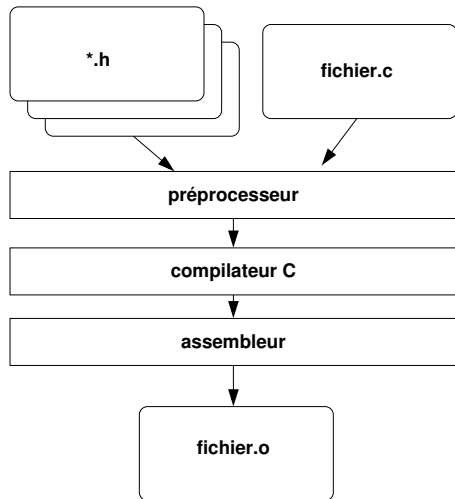 *.h
fichier.c
préprocesseur
compilateur C
assembleur
fichier.o